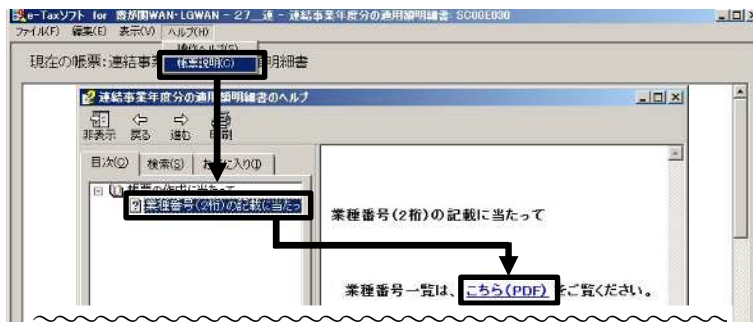 e-Taxソフト for 霞が関WAN・LGWAN - 27__連 - 連結事業年度分の適用額明細書: SC00E030
ファイル(F) 編集(E) 表示(V) ヘルプ(H)
操作ヘルプ(S)
帳票説明(C)
現在の帳票:連結事 明細書
連結事業年度分の適用額明細書のヘルプ
非表示 戻る 進む 印刷
目次(C) 検索(S) お気に入り(I)
帳票の作成に当たって
業種番号(2桁)の記載に当たっ
業種番号(2桁)の記載に当たって
業種番号一覧は、こちら(PDF)をご覧ください。